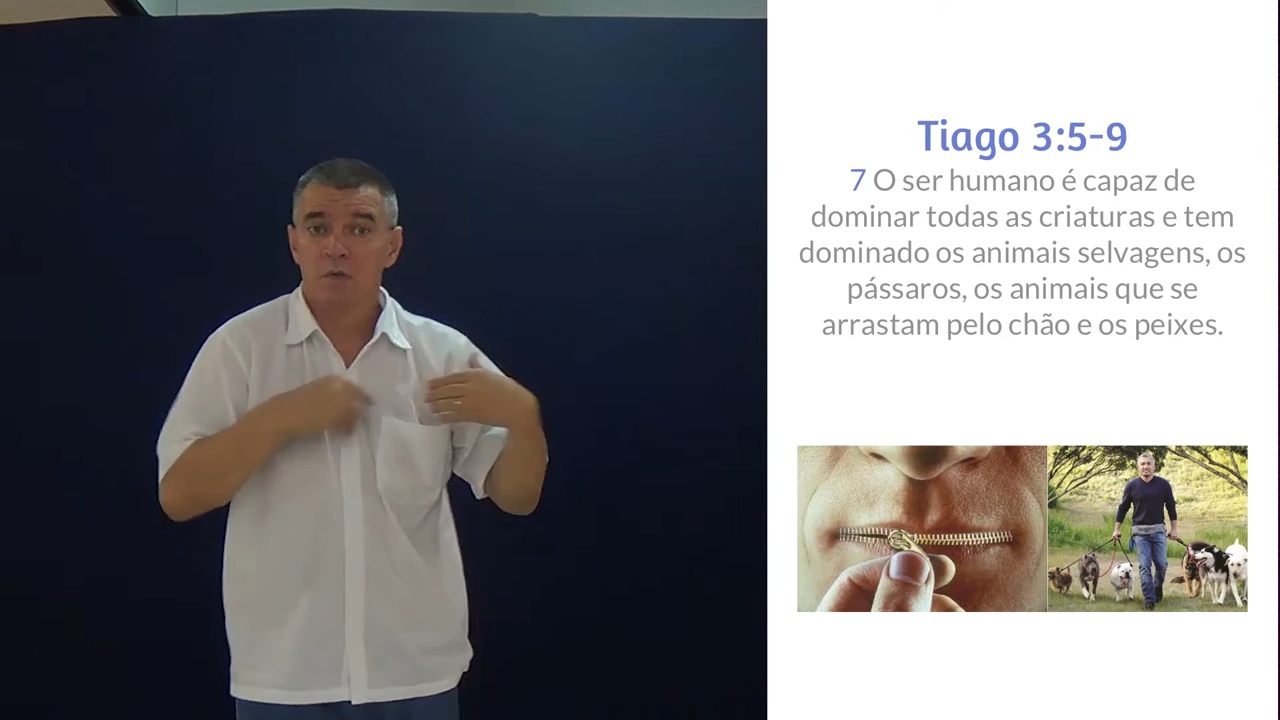 Tiago 3:5-9
7 O ser humano é capaz de
dominar todas as criaturas e tem
dominado os animais selvagens, os
pássaros, os animais que se
arrastam pelo chão e os peixes.